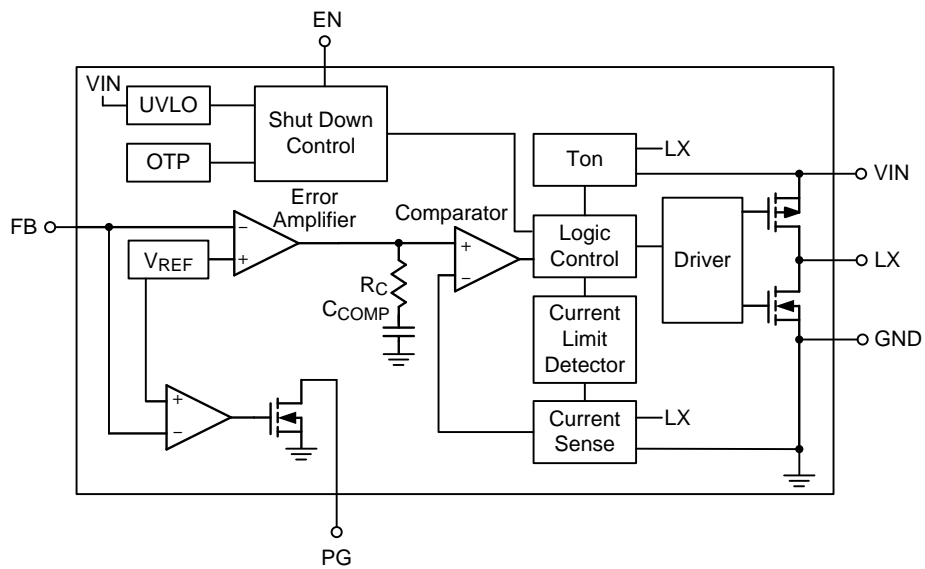 EN
VIN
UVLO
OTP
Shut Down
Control
Ton
LX
VIN
FB
Error
Amplifier
−
+
VREF
Comparator
+
−
Logic
Control
Driver
LX
RC
CCOMP
Current
Limit
Detector
GND
+
−
Current
Sense
LX
PG